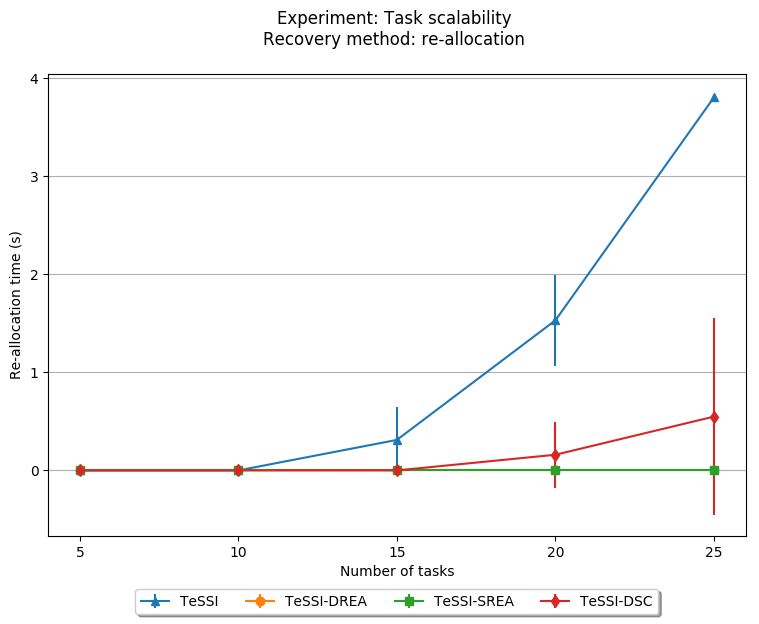 Experiment: Task scalability
Recovery method: re-allocation
4
3
2
1
0
Re-allocation time (s)
5 10 15 20 25
Number of tasks
TeSSI TeSSI-DREA TeSSI-SREA TeSSI-DSC